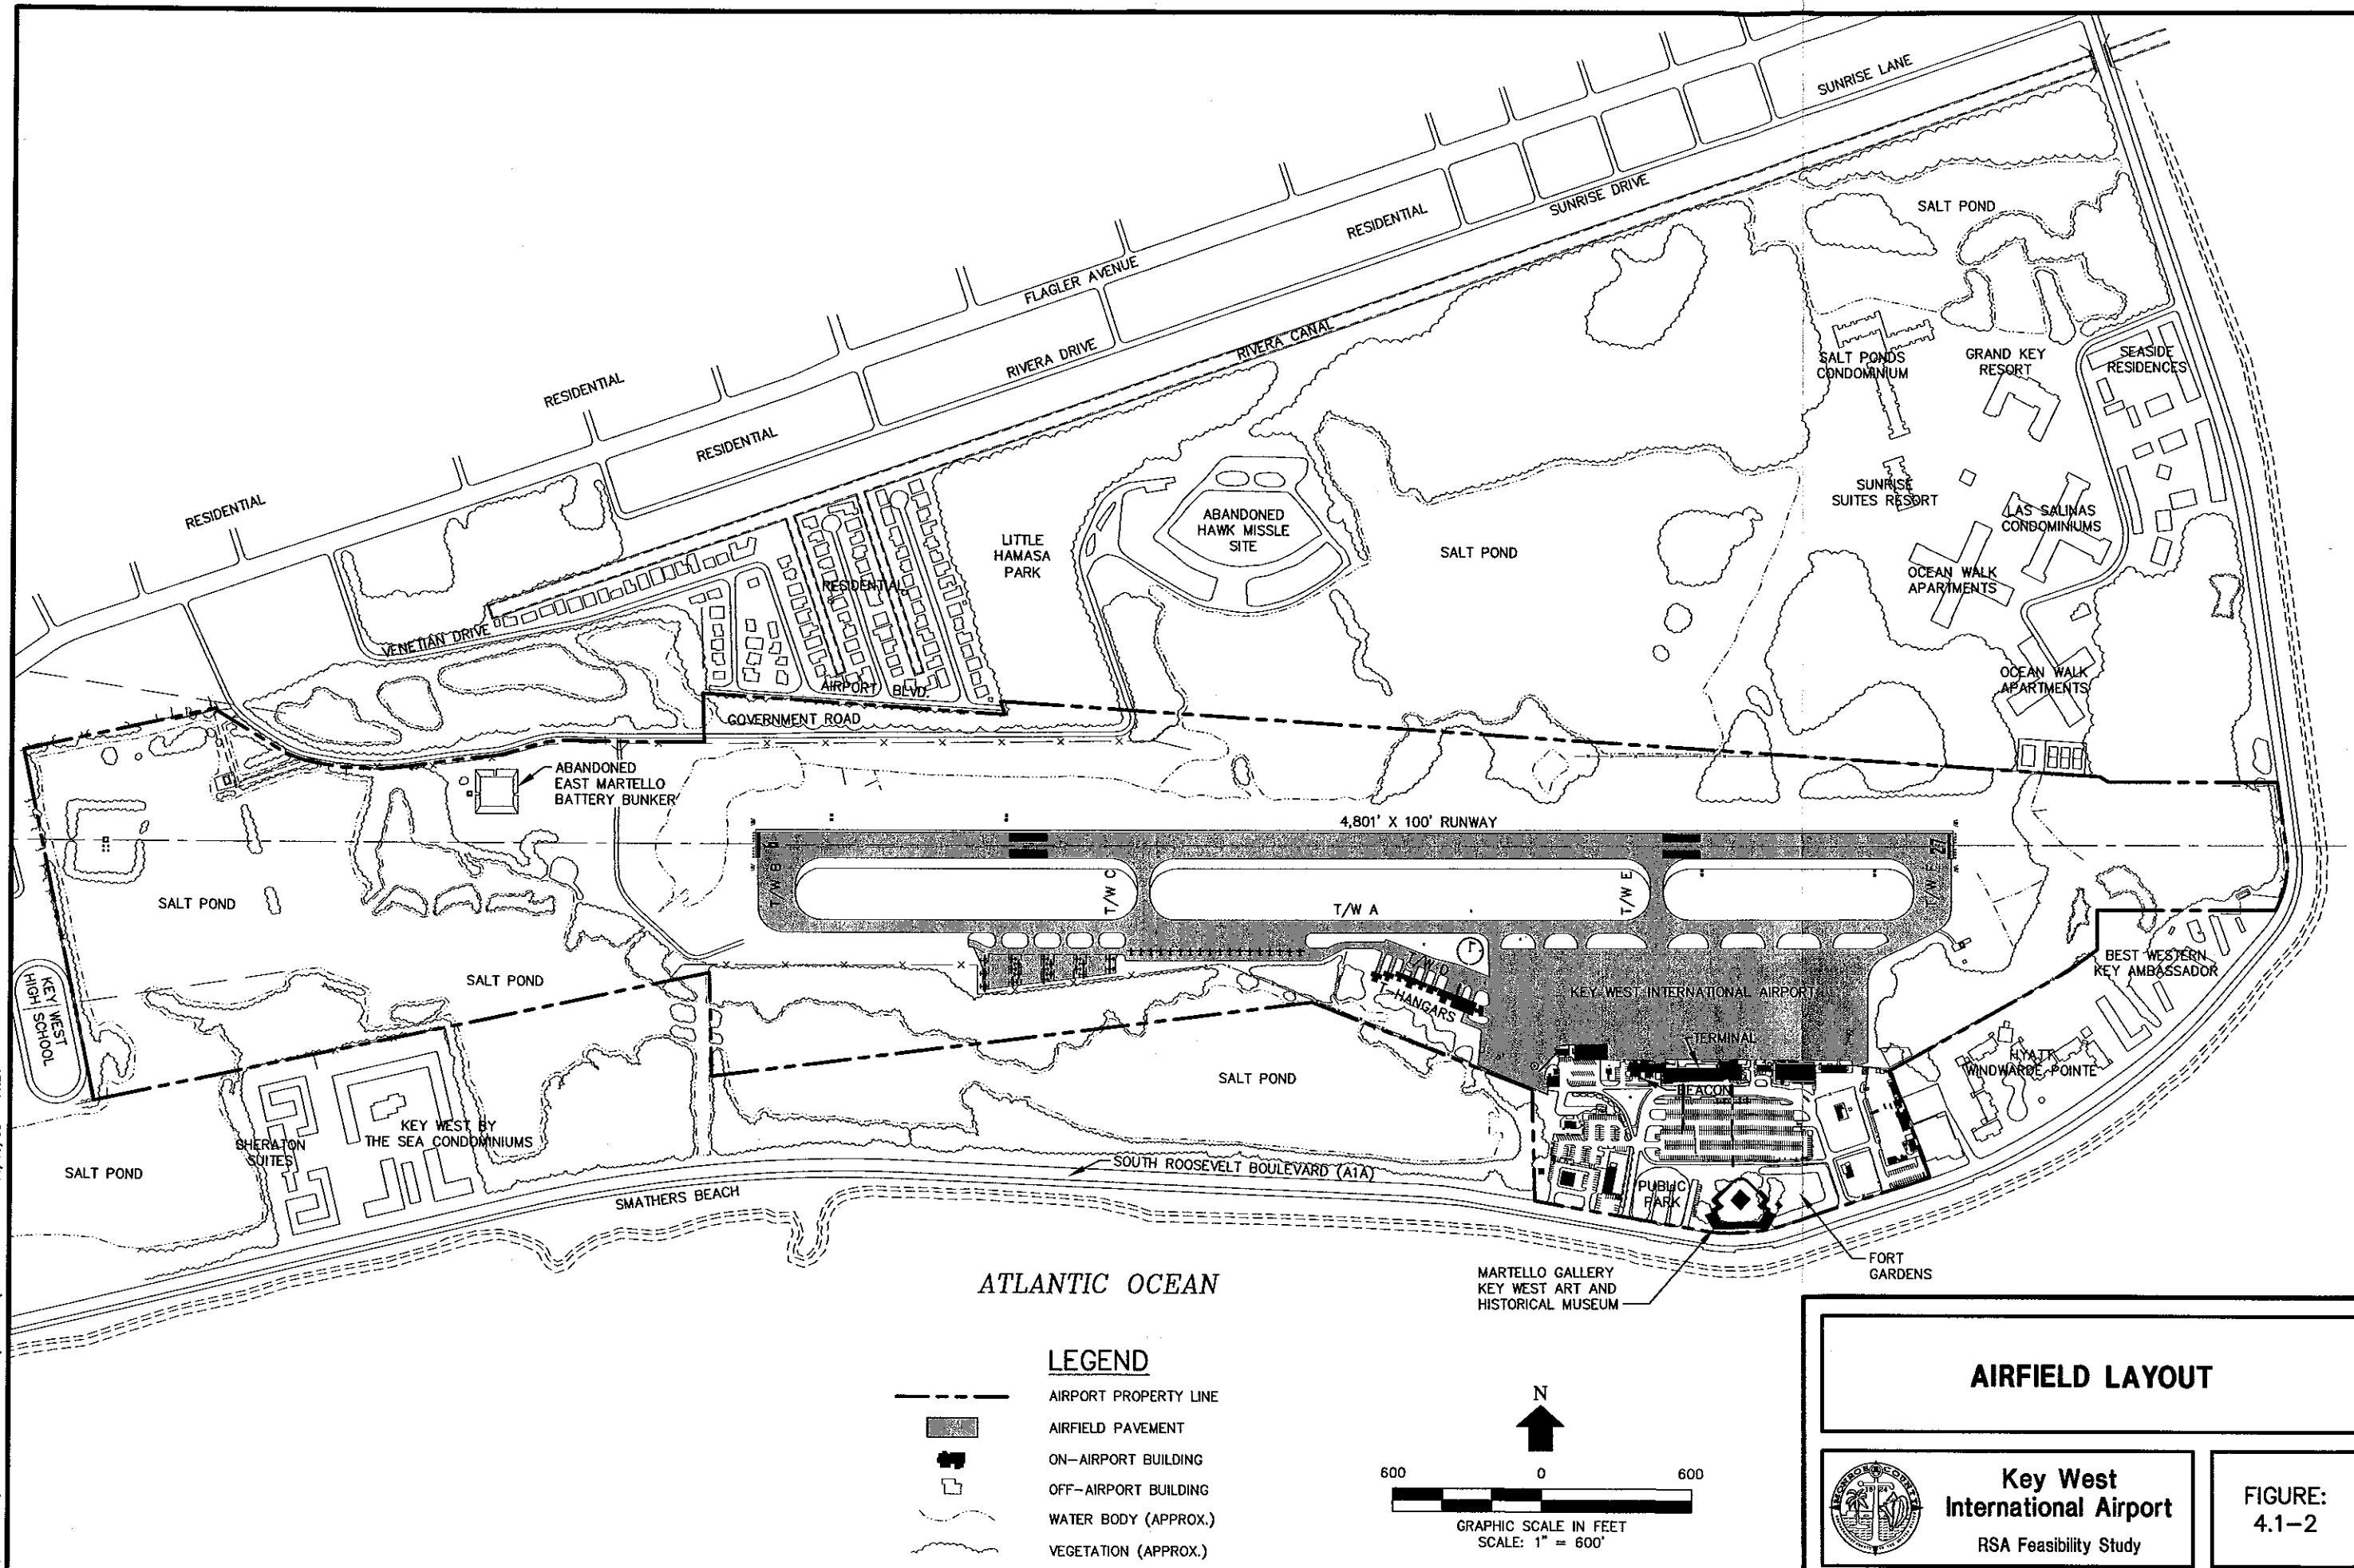 SUNRISE LANE
SUNRISE DRIVE
RESIDENTIAL
SALT POND
FLAGLER AVENUE
RIVERA CANAL
RIVERA DRIVE
RESIDENTIAL
RESIDENTIAL
RESIDENTIAL
SALT PONDS
CONDOMINIUM
GRAND KEY
RESORT
SEASIDE
RESIDENCES
SUNRISE
SUITES RESORT
LAS SALINAS
CONDOMINIUMS
ABANDONED
HAWK MISSLE
SITE
LITTLE
HAMASA
PARK
SALT POND
OCEAN WALK
APARTMENTS
RESIDENTIAL
VENETIAN DRIVE
AIRPORT BLVD.
GOVERNMENT ROAD
OCEAN WALK
APARTMENTS
ABANDONED
EAST MARTELLO
BATTERY BUNKER
4,801' X 100' RUNWAY
27
T/W B
T/W C
T/W A
T/W E
T/W F
SALT POND
SALT POND
KEY WEST
HIGH SCHOOL
T/W D
T-HANGARS
KEY WEST INTERNATIONAL AIRPORT
BEST WESTERN
KEY AMBASSADOR
TERMINAL
BEACON
HYATT
WINDWARDE POINTE
SALT POND
KEY WEST BY
THE SEA CONDOMINIUMS
SHERATON
SUITES
SALT POND
SOUTH ROOSEVELT BOULEVARD (A1A)
SMATHERS BEACH
PUBLIC
PARK
FORT
GARDENS
MARTELLO GALLERY
KEY WEST ART AND
HISTORICAL MUSEUM
ATLANTIC OCEAN
LEGEND
AIRPORT PROPERTY LINE
AIRFIELD PAVEMENT
ON-AIRPORT BUILDING
OFF-AIRPORT BUILDING
WATER BODY (APPROX.)
VEGETATION (APPROX.)
N
600 0 600
GRAPHIC SCALE IN FEET
SCALE: 1" = 600'
AIRFIELD LAYOUT
MONROE COUNTY
Key West
International Airport
RSA Feasibility Study
FIGURE:
4.1-2